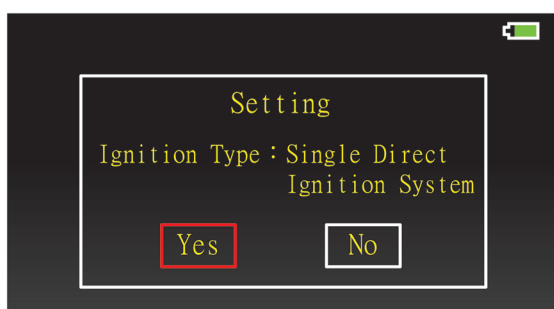 Setting
Ignition Type：Single Direct
Ignition System
Yes No